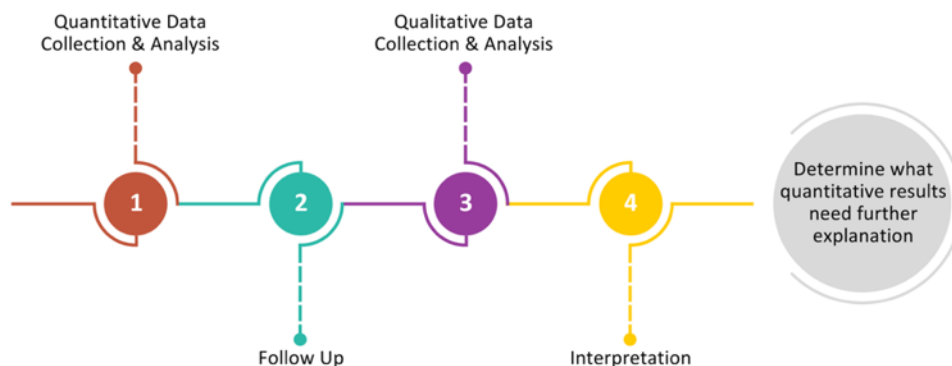 Quantitative Data
Collection & Analysis
Qualitative Data
Collection & Analysis
1
2
3
4
Determine what
quantitative results
need further
explanation
Follow Up
Interpretation